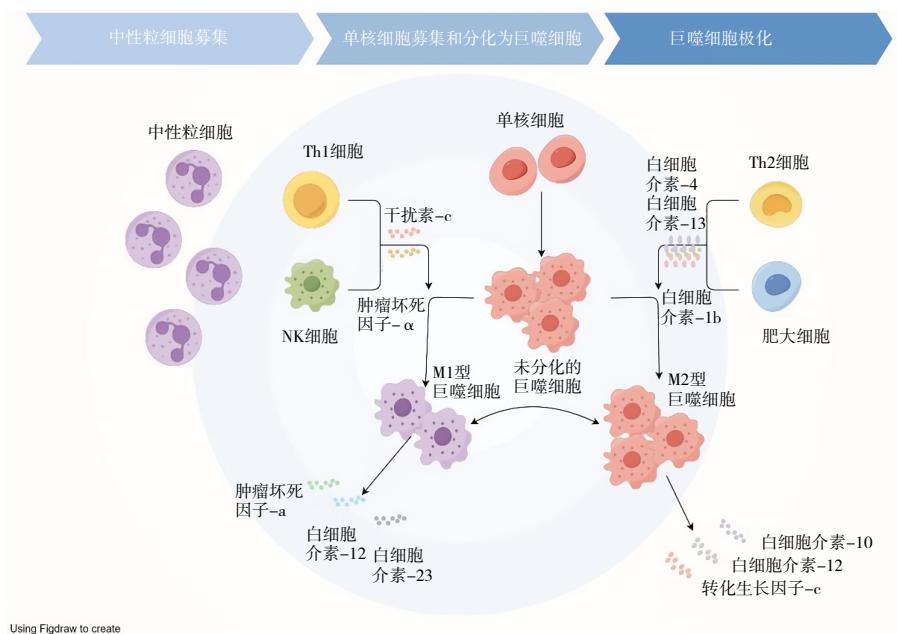 中性粒细胞募集
单核细胞募集和分化为巨噬细胞
巨噬细胞极化
中性粒细胞
Th1细胞
干扰素-c
NK细胞
肿瘤坏死
因子-α
单核细胞
未分化的
巨噬细胞
白细胞
介素-4
白细胞
介素-13
Th2细胞
白细胞
介素-1b
肥大细胞
M1型
巨噬细胞
M2型
巨噬细胞
肿瘤坏死
因子-a
白细胞
介素-12
白细胞
介素-23
白细胞介素-10
白细胞介素-12
转化生长因子-c
Using Figdraw to create